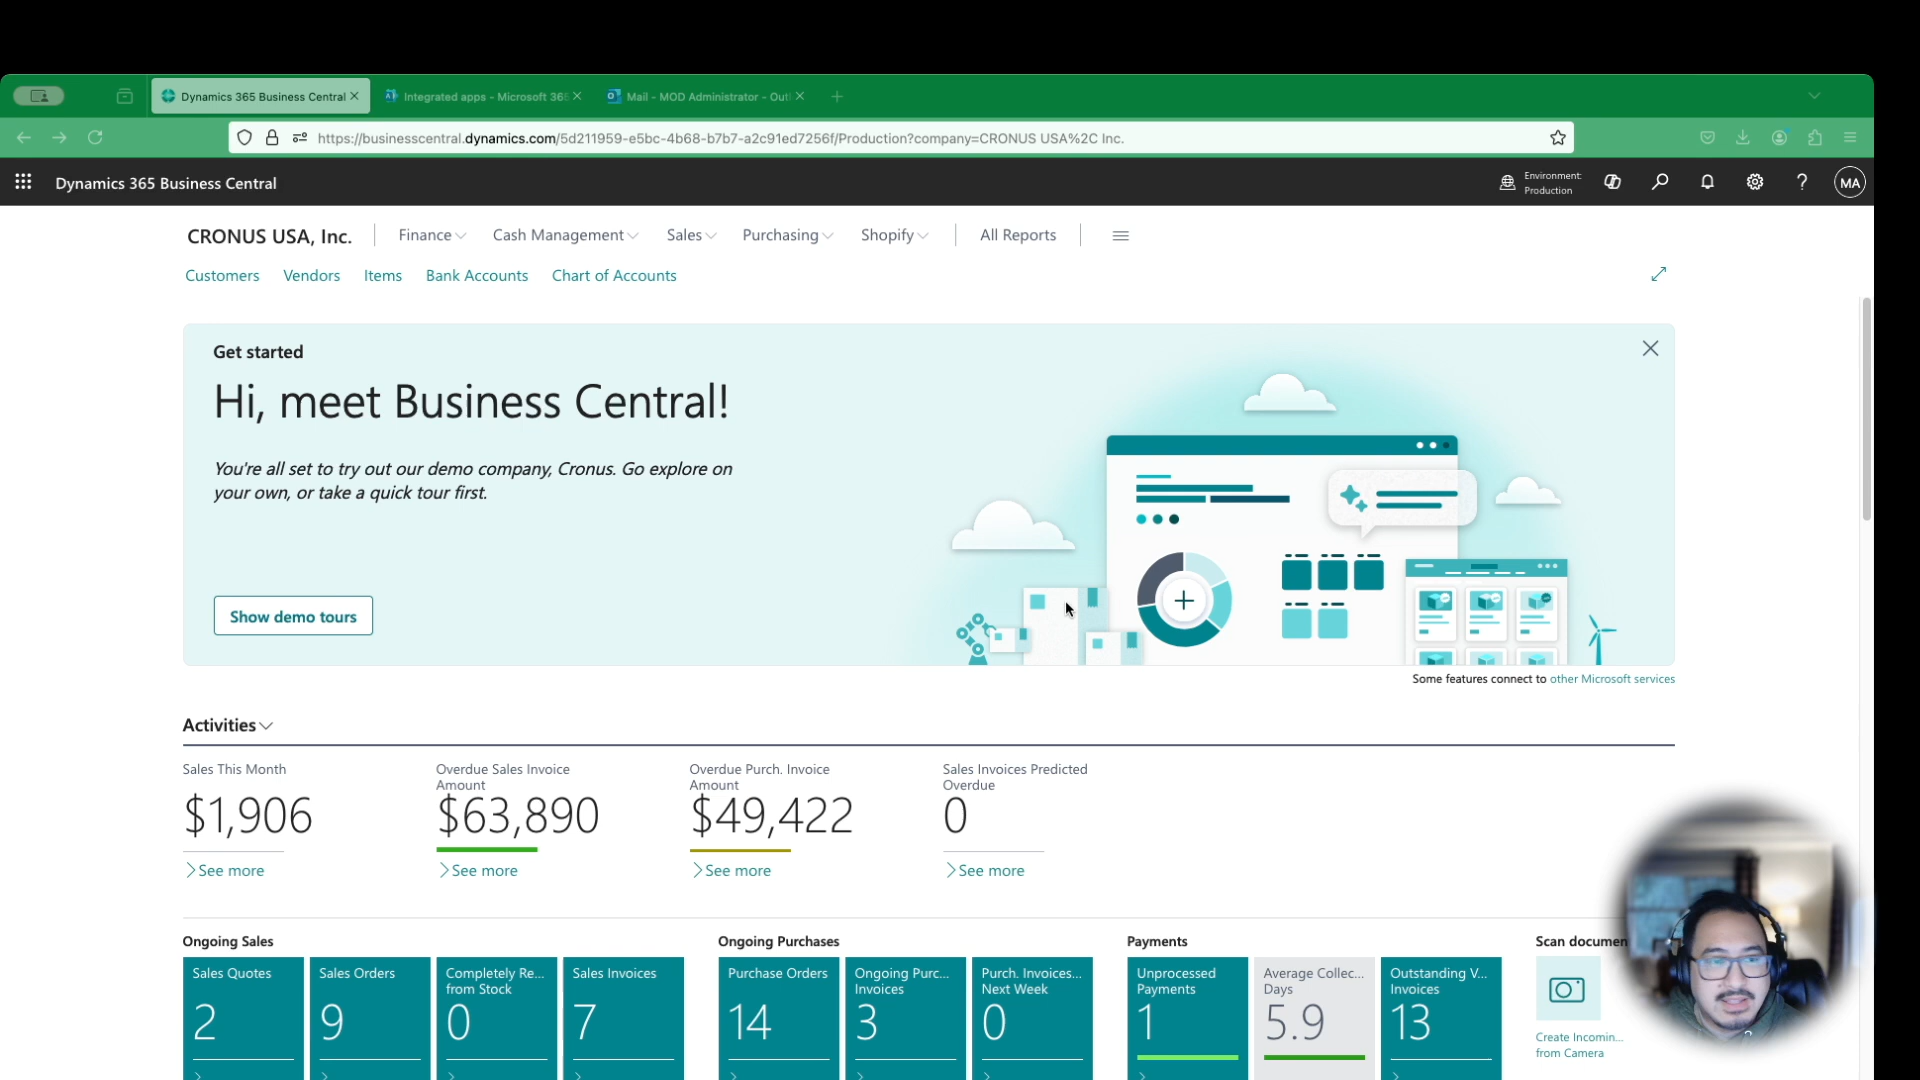 Dynamics 365 Business Central
Integrated apps - Microsoft 365
Mail - MOD Administrator - Outl
https://businesscentral.dynamics.com/5d211959-e5bc-4b68-b7b7-a2c91ed7256f/Production?company=CRONUS USA%2C Inc.
Dynamics 365 Business Central
Environment:
Production
MA
CRONUS USA, Inc.
Finance
Cash Management
Sales
Purchasing
Shopify
All Reports
Customers
Vendors
Items
Bank Accounts
Chart of Accounts
Get started
Hi, meet Business Central!
You're all set to try out our demo company, Cronus. Go explore on
your own, or take a quick tour first.
Show demo tours
Some features connect to other Microsoft services
Activities
Sales This Month
$1,906
See more
Overdue Sales Invoice
Amount
$63,890
See more
Overdue Purch. Invoice
Amount
$49,422
See more
Sales Invoices Predicted
Overdue
0
See more
Ongoing Sales
Sales Quotes
2
Sales Orders
9
Completely Re...
from Stock
0
Sales Invoices
7
Ongoing Purchases
Purchase Orders
14
Ongoing Purc...
Invoices
3
Purch. Invoices...
Next Week
0
Payments
Unprocessed
Payments
1
Average Collec...
Days
5.9
Outstanding V...
Invoices
13
Scan documen
Create Incomin...
from Camera